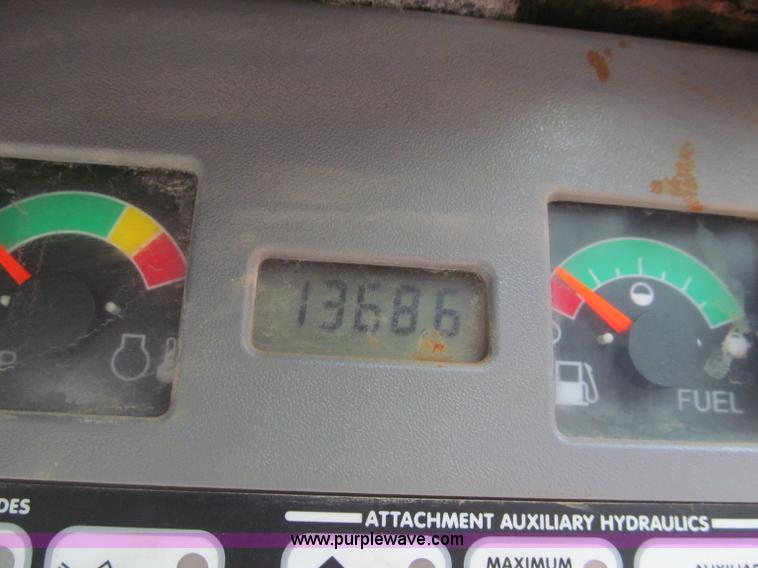 13686
P
FUEL
DES
ATTACHMENT AUXILIARY HYDRAULICS
www.purplewave.com
MAXIMUM